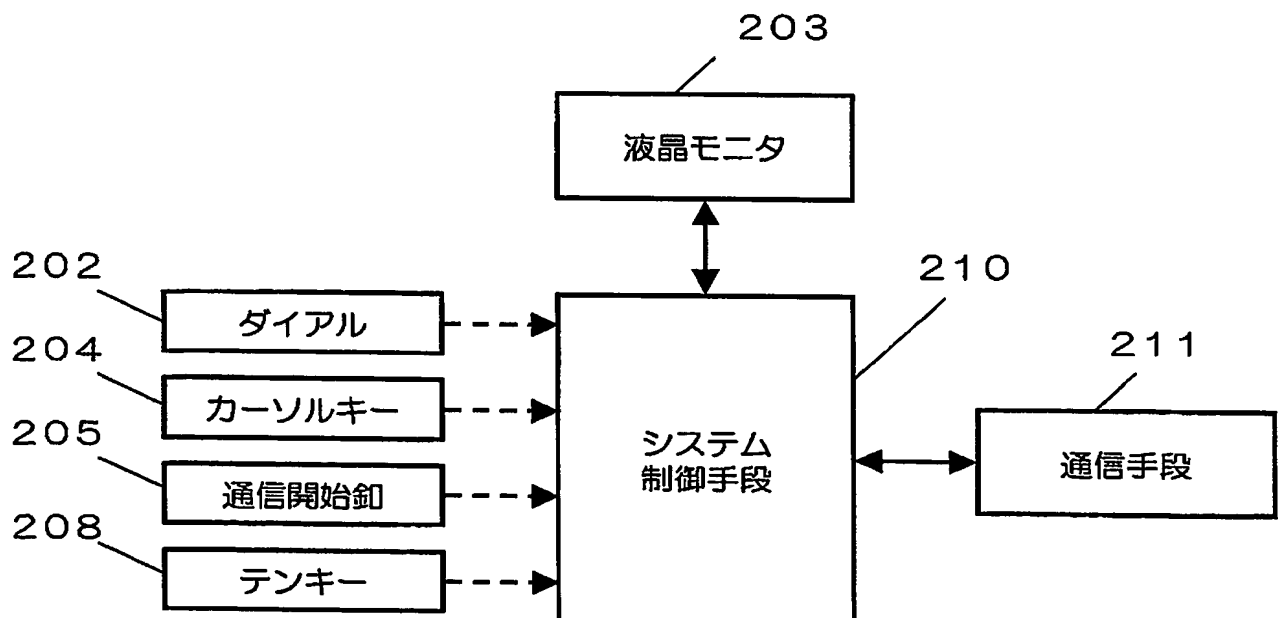 203
液晶モニタ
202
ダイアル
210
204
カーソルキー
211
205
通信開始釦
システム
制御手段
通信手段
208
テンキー